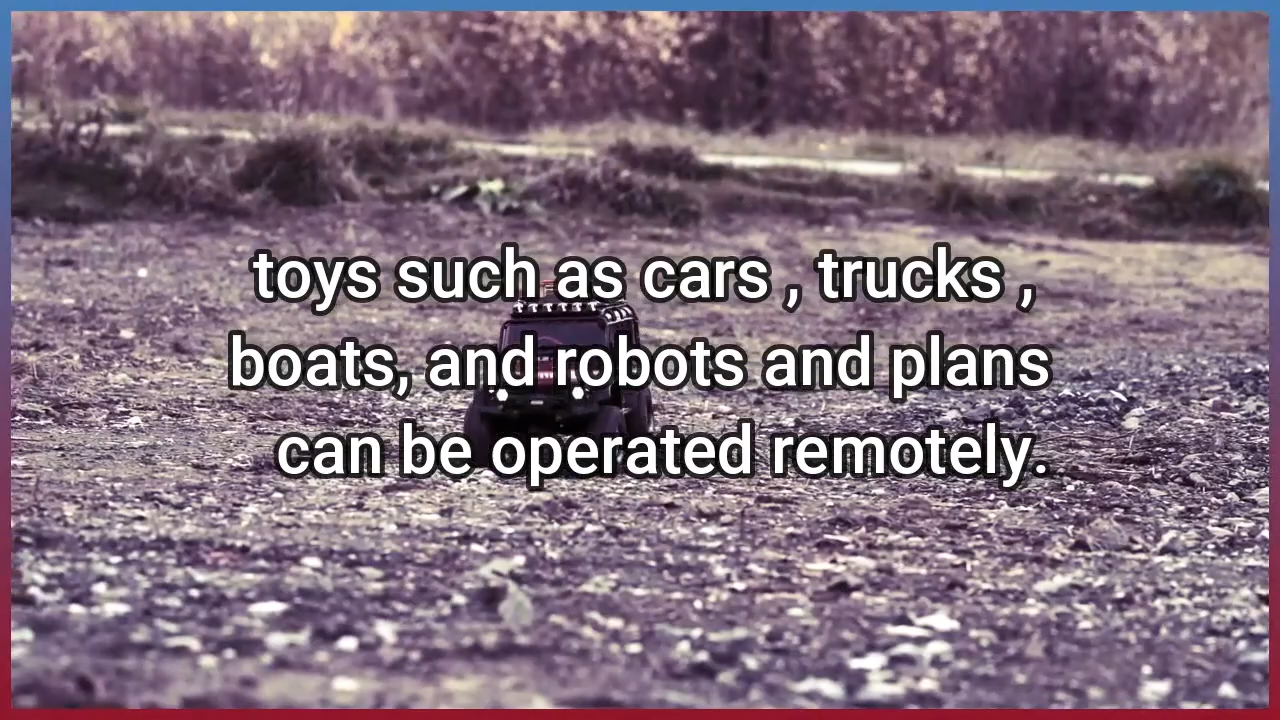 toys such as cars , trucks ,
boats, and robots and plans
can be operated remotely.